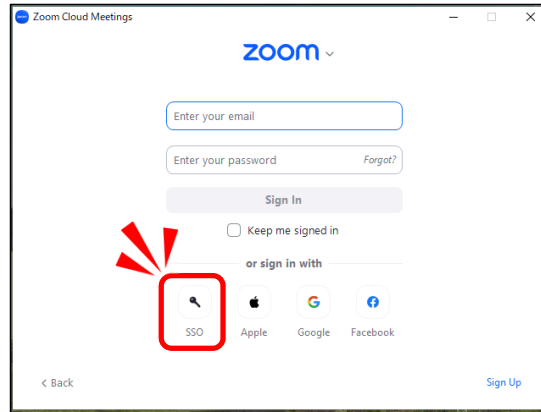 Zoom Cloud Meetings
zoom
Enter your email
Enter your password Forgot?
Sign In
Keep me signed in
or sign in with
SSO Apple Google Facebook
< Back Sign Up